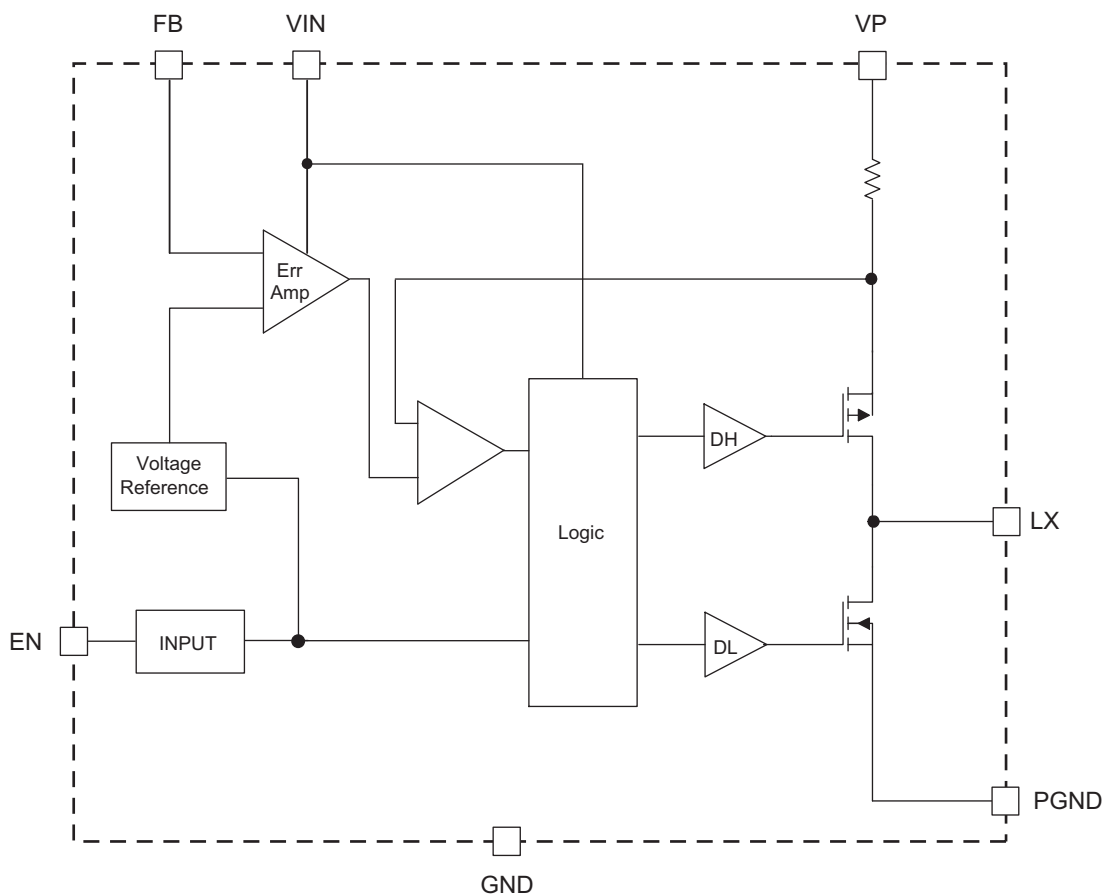 FB
VIN
VP
Err
Amp
DH
Voltage
Reference
Logic
LX
EN
INPUT
DL
PGND
GND